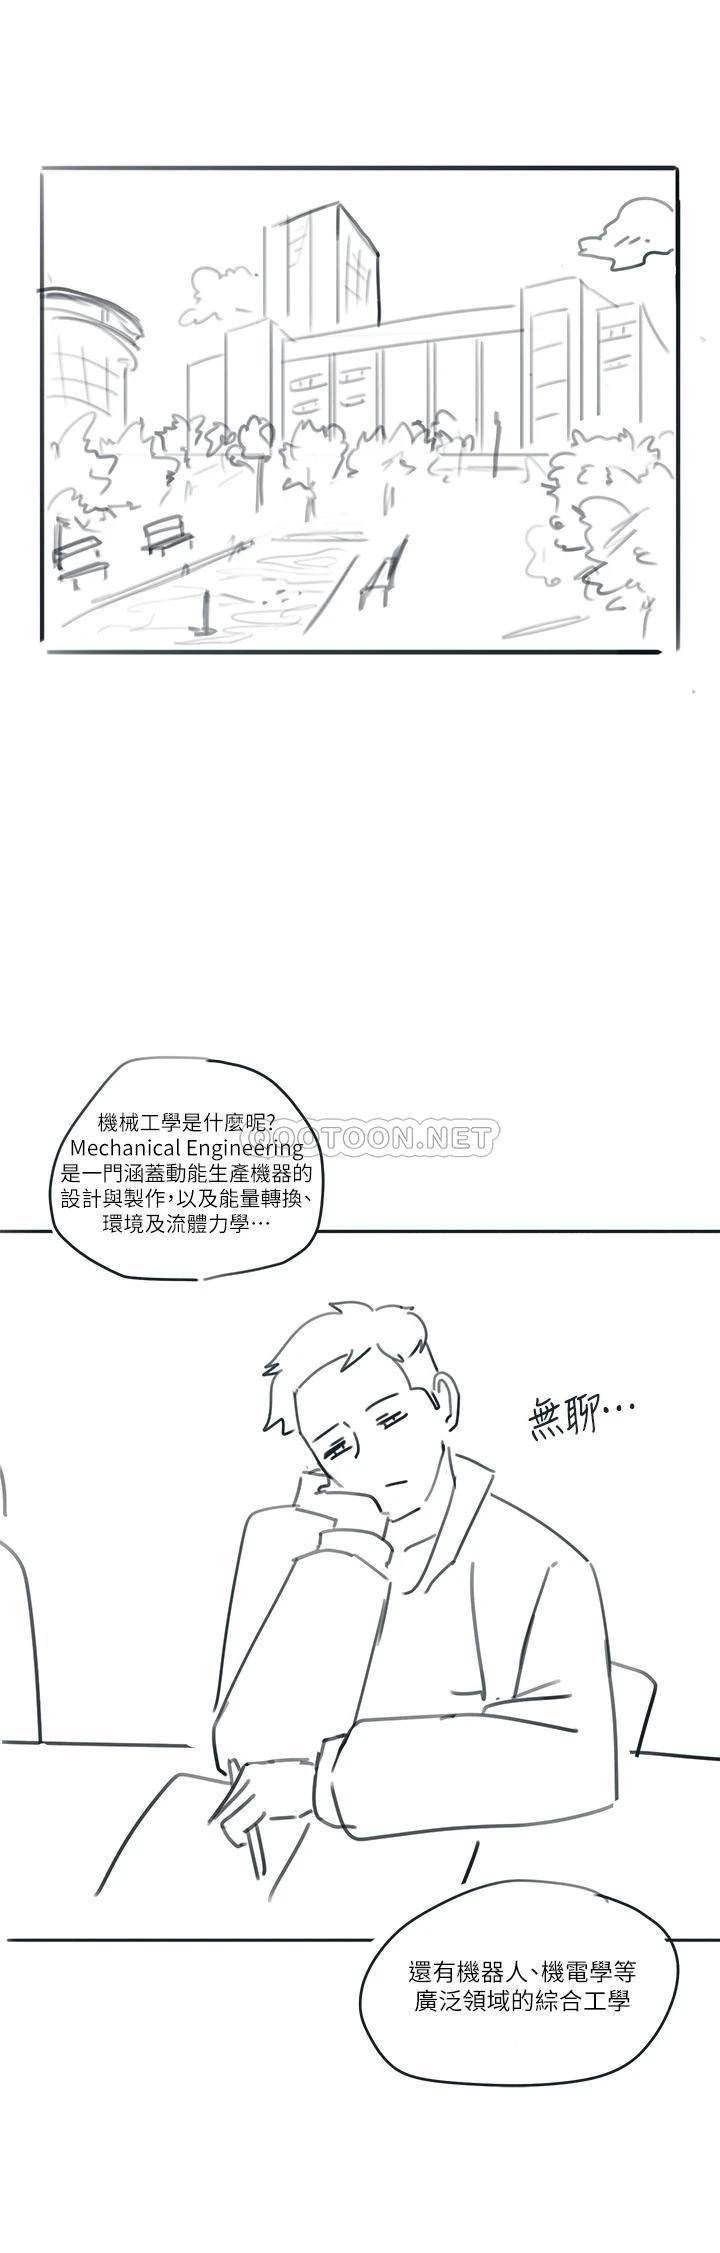 機械工學是什麼呢?
Mechanical Engineering
是一門涵蓋動能生產機器的
設計與製作,以及能量轉換、
環境及流體力學…
QOOTOON.NET
無聊…
還有機器人、機電學等
廣泛領域的綜合工學